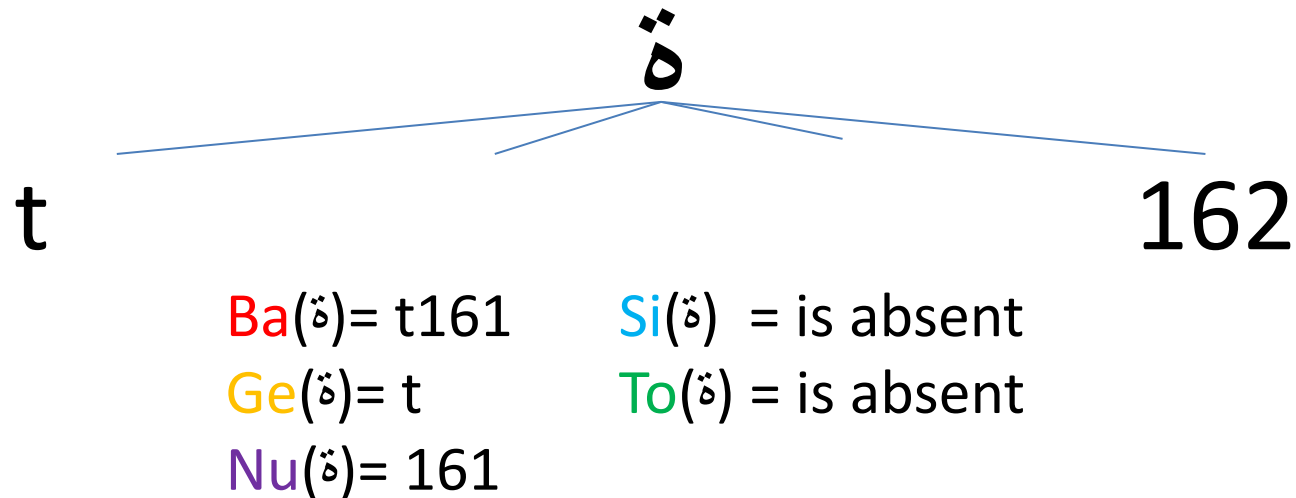 ة
t 162
Ba(ة)= t161 Si(ة) = is absent
Ge(ة)= t To(ة) = is absent
Nu(ة)= 161